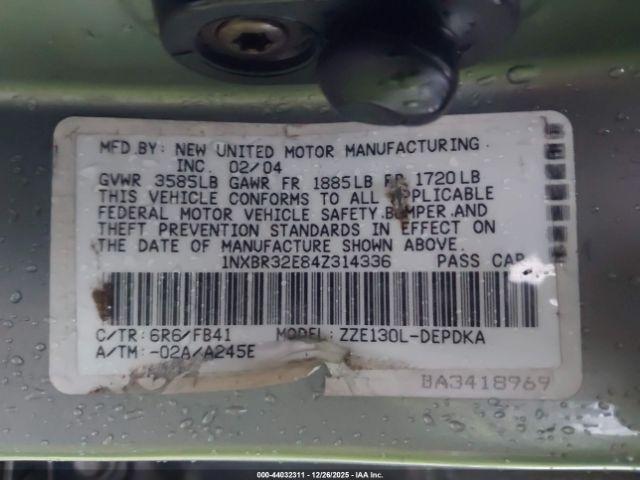 MFD.BY: NEW UNITED MOTOR MANUFACTURING
INC. 02/04
GVWR 3585LB GAWR FR 1885LB RR 1720LB
THIS VEHICLE CONFORMS TO ALL APPLICABLE
FEDERAL MOTOR VEHICLE SAFETY, BUMPER AND
THEFT PREVENTION STANDARDS IN EFFECT ON
THE DATE OF MANUFACTURE SHOWN ABOVE.
1NXBR32E84Z314336 PASS CAR
C/TR: 6R6/FB41 MODEL: ZZE130L-DEPDKA
A/TM: -02A/A245E
BA3418969
000-44032311 - 12/26/2025 - IAA Inc.